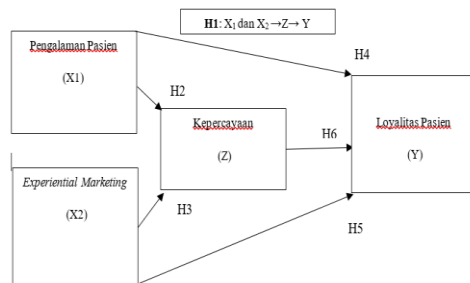 H1: X₁ dan X₂ →Z→ Y
Pengalaman Pasien
(X1)
H4
H2
Kepercayaan
(Z)
H6
Loyalitas Pasien
(Y)
Experiential Marketing
(X2)
H3
H5